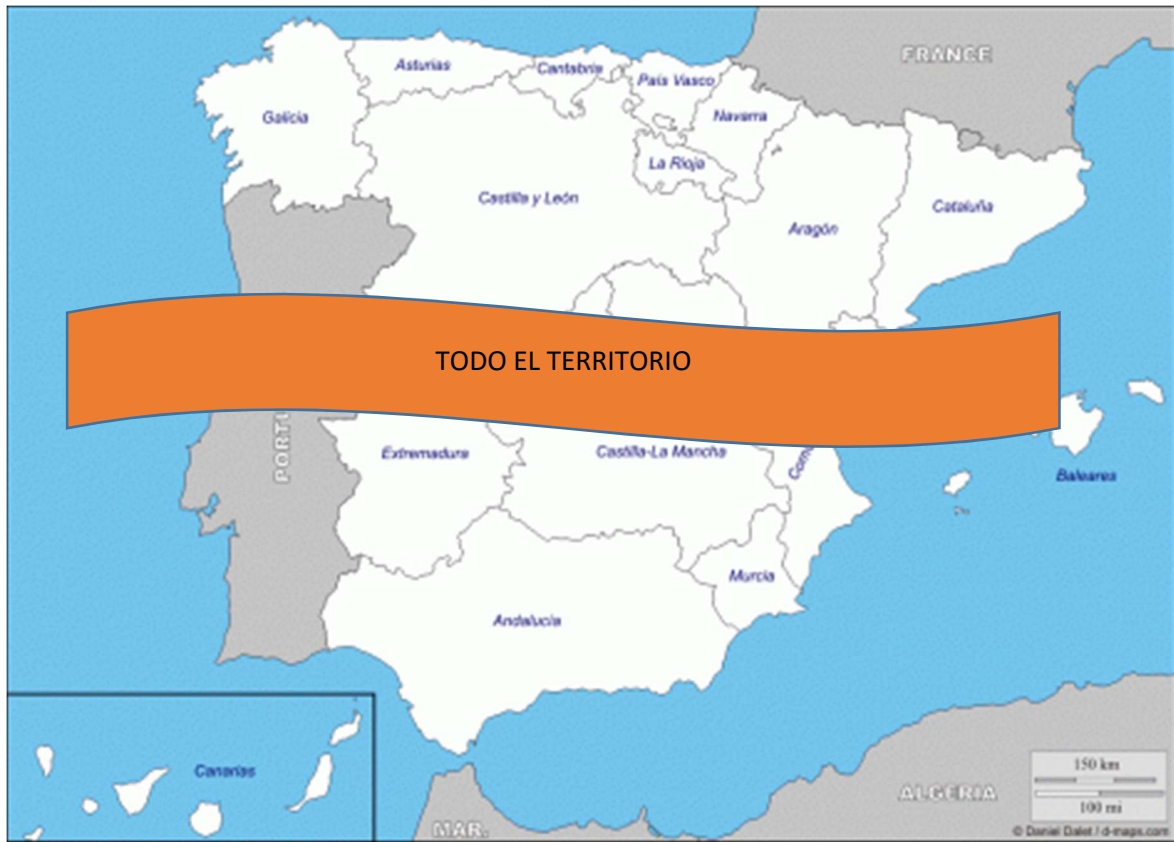 FRANCE
Asturias
Cantabria
País Vasco
Galicia
Navarra
La Rioja
Castilla y León
Cataluña
Aragón
TODO EL TERRITORIO
Extremadura
Castilla-La Mancha
Baleares
Murcia
Andalucía
Canarias
150 km
100 mi
ALGERIA
MAR.
© Daniel Dalet / d-maps.com